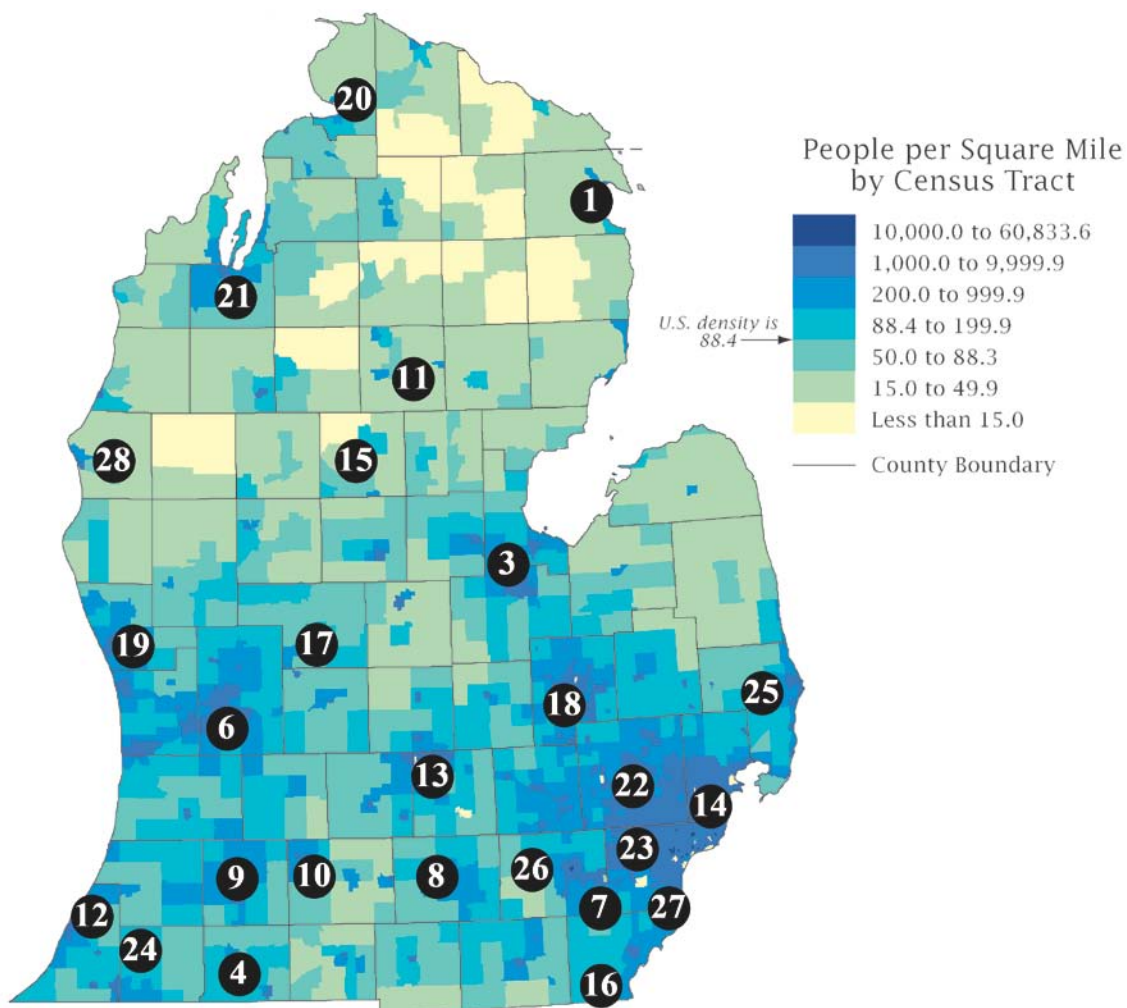 20
1
21
11
28
15
3
19
17
25
18
6
13
22
14
23
26
9
10
8
7
27
12
24
4
16
People per Square Mile
by Census Tract
10,000.0 to 60,833.6
1,000.0 to 9,999.9
200.0 to 999.9
U.S. density is
88.4
88.4 to 199.9
50.0 to 88.3
15.0 to 49.9
Less than 15.0
County Boundary